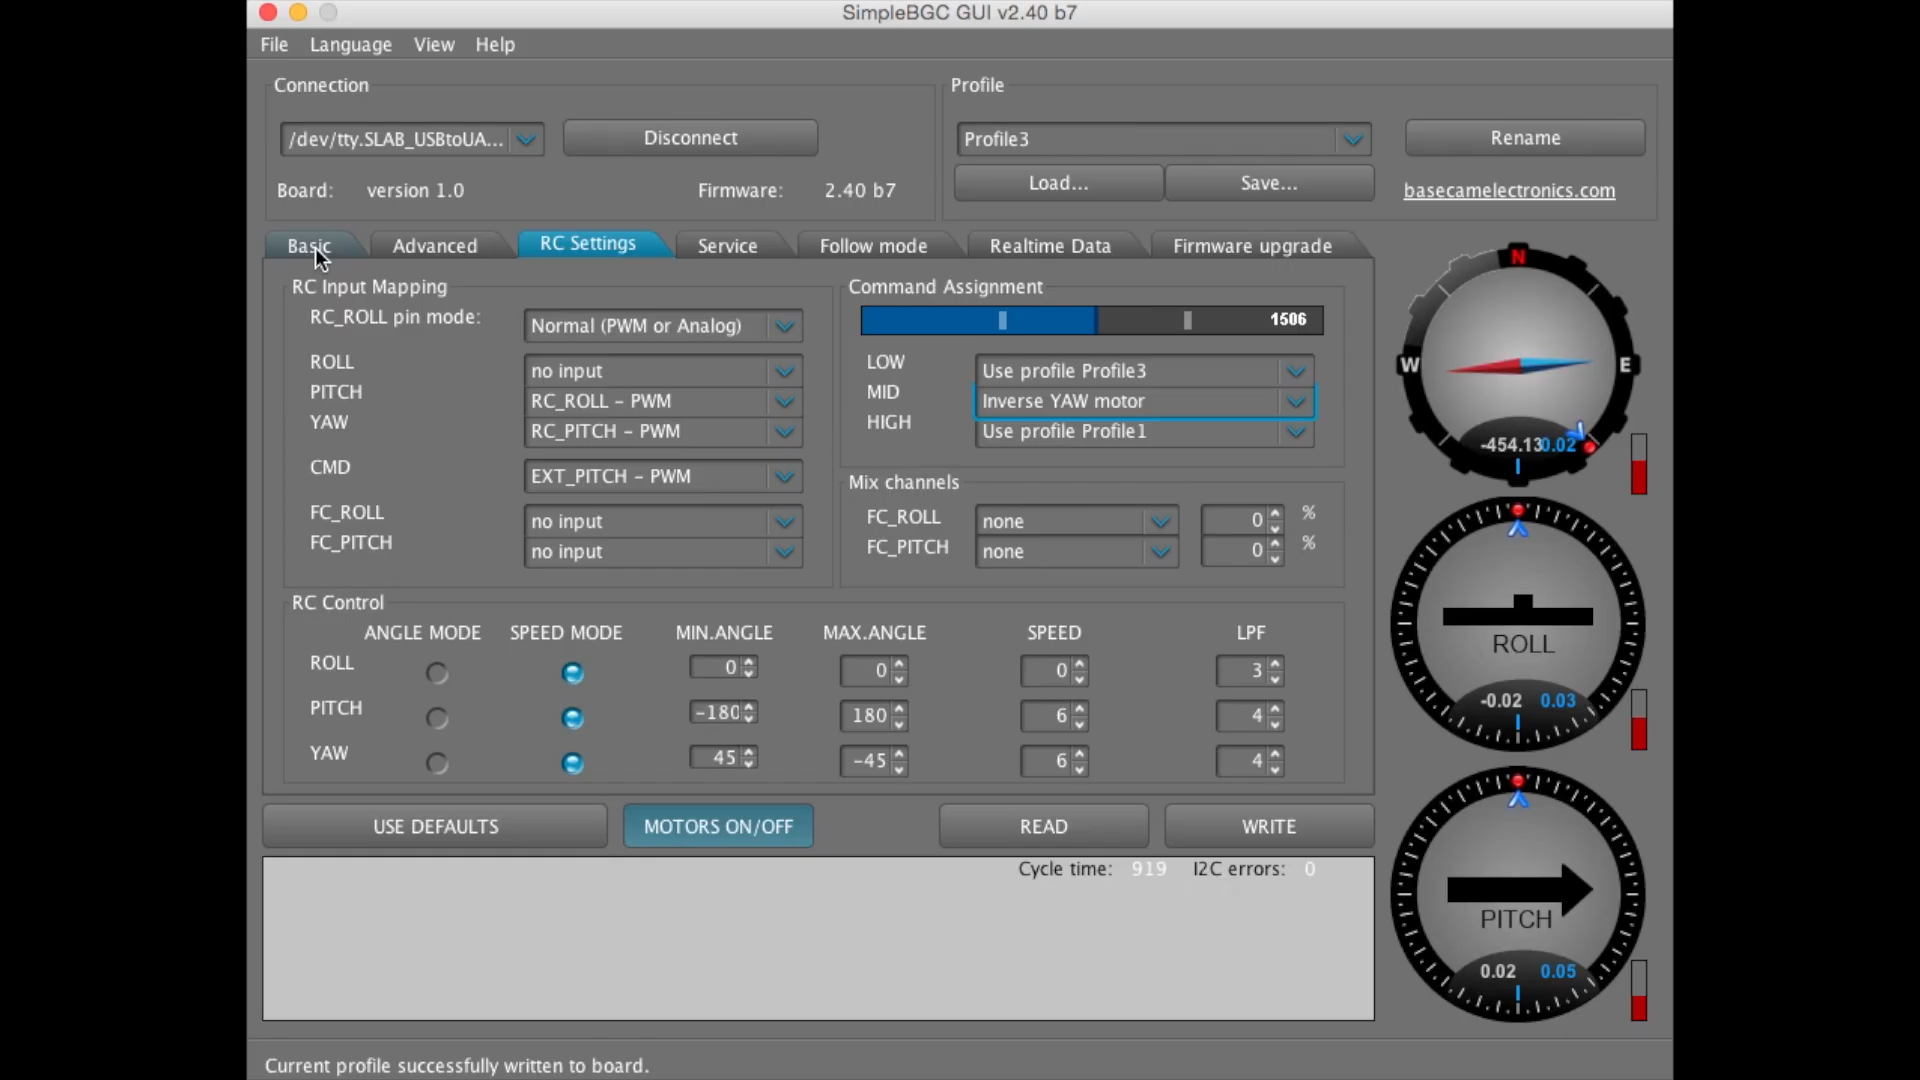 SimpleBGC GUI v2.40 b7
File Language View Help
Connection
/dev/tty.SLAB_USBtoUA... Disconnect
Board: version 1.0 Firmware: 2.40 b7
Profile
Profile3 Rename
Load... Save... basecamelectronics.com
Basic Advanced RC Settings Service Follow mode Realtime Data Firmware upgrade
RC Input Mapping
RC_ROLL pin mode: Normal (PWM or Analog)
ROLL no input
PITCH RC_ROLL - PWM
YAW RC_PITCH - PWM
CMD EXT_PITCH - PWM
FC_ROLL no input
FC_PITCH no input
Command Assignment
1506
LOW Use profile Profile3
MID Inverse YAW motor
HIGH Use profile Profile1
Mix channels
FC_ROLL none 0 %
FC_PITCH none 0 %
RC Control
ANGLE MODE SPEED MODE MIN.ANGLE MAX.ANGLE SPEED LPF
ROLL 0 0 0 3
PITCH -180 180 6 4
YAW 45 -45 6 4
USE DEFAULTS MOTORS ON/OFF READ WRITE
Cycle time: 919 I2C errors: 0
N
W E
-454.13 0.02
ROLL
-0.02 0.03
PITCH
0.02 0.05
Current profile successfully written to board.